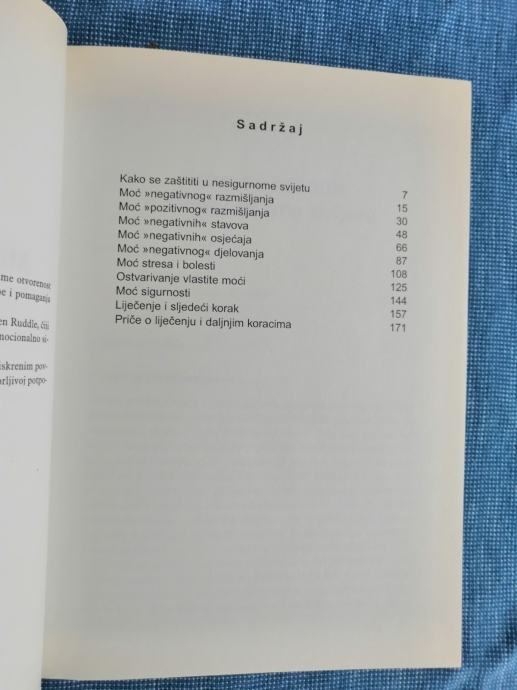 me otvorenost
e i pomaganja
en Ruddle, čiti
mocionalno si-
iskrenim pov-
rljivoj potpo-
Sadržaj
Kako se zaštititi u nesigurnome svijetu 7
Moć »negativnog« razmišljanja 15
Moć »pozitivnog« razmišljanja 30
Moć »negativnih« stavova 48
Moć »negativnih« osjećaja 66
Moć »negativnog« djelovanja 87
Moć stresa i bolesti 108
Ostvarivanje vlastite moći 125
Moć sigurnosti 144
Liječenje i sljedeći korak 157
Priče o liječenju i daljnjim koracima 171